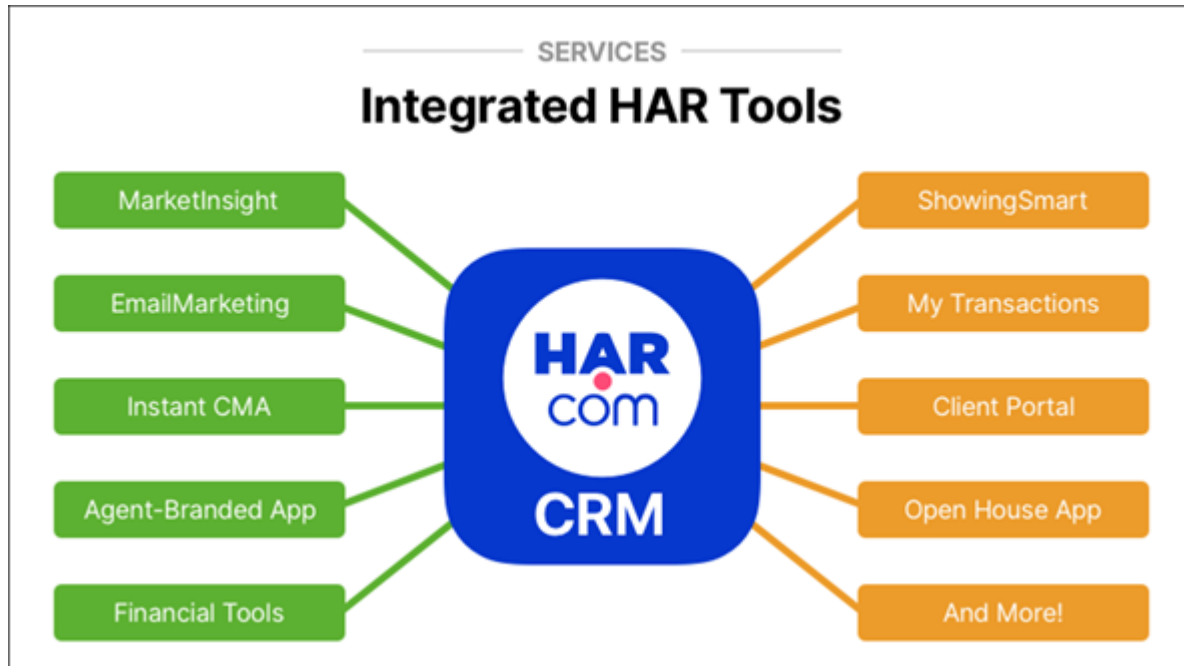 SERVICES
Integrated HAR Tools
MarketInsight
EmailMarketing
Instant CMA
Agent-Branded App
Financial Tools
HAR
com
CRM
ShowingSmart
My Transactions
Client Portal
Open House App
And More!